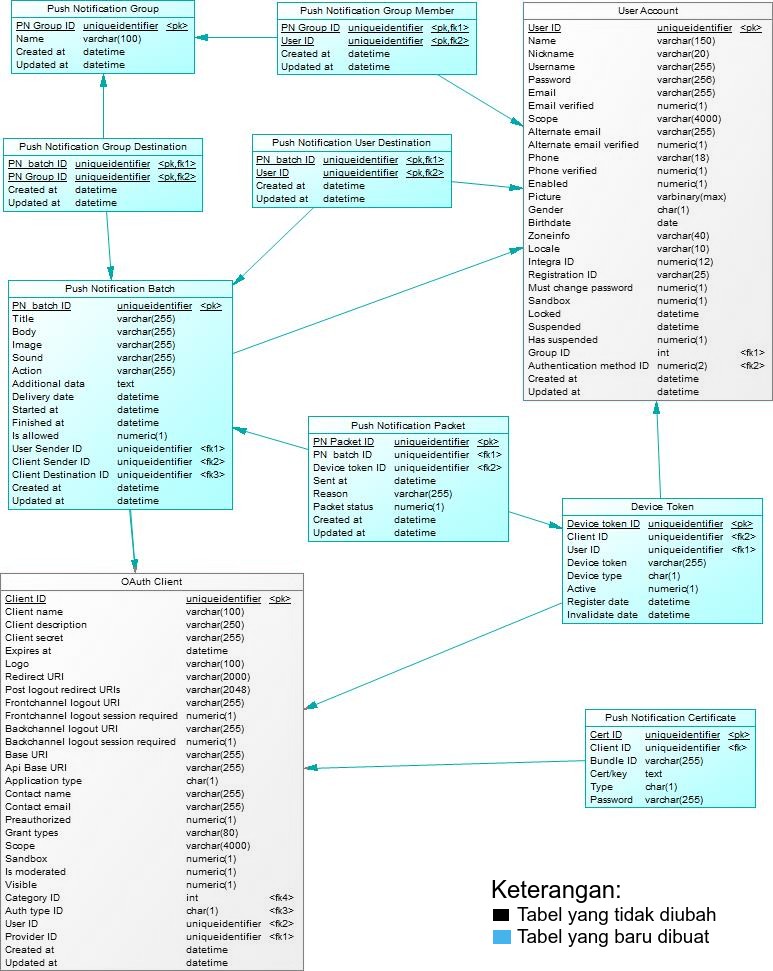 Push Notification Group
PN Group ID uniqueidentifier <pk>
Name varchar(100)
Created at datetime
Updated at datetime
Push Notification Group Member
PN Group ID uniqueidentifier <pk,fk1>
User ID uniqueidentifier <pk,fk2>
Created at datetime
Updated at datetime
User Account
User ID uniqueidentifier <pk>
Name varchar(150)
Nickname varchar(20)
Username varchar(255)
Password varchar(256)
Email varchar(255)
Email verified numeric(1)
Scope varchar(4000)
Alternate email varchar(255)
Alternate email verified numeric(1)
Phone varchar(18)
Phone verified numeric(1)
Enabled numeric(1)
Picture varbinary(max)
Gender char(1)
Birthdate date
Zoneinfo varchar(40)
Locale varchar(10)
Integra ID numeric(12)
Registration ID varchar(25)
Must change password numeric(1)
Sandbox numeric(1)
Locked datetime
Suspended datetime
Has suspended numeric(1)
Group ID int <fk1>
Authentication method ID numeric(2) <fk2>
Created at datetime
Updated at datetime
Push Notification Group Destination
PN_batch ID uniqueidentifier <pk,fk1>
PN Group ID uniqueidentifier <pk,fk2>
Created at datetime
Updated at datetime
Push Notification User Destination
PN_batch ID uniqueidentifier <pk,fk1>
User ID uniqueidentifier <pk,fk2>
Created at datetime
Updated at datetime
Push Notification Batch
PN_batch ID uniqueidentifier <pk>
Title varchar(255)
Body varchar(255)
Image varchar(255)
Sound varchar(255)
Action varchar(255)
Additional data text
Delivery date datetime
Started at datetime
Finished at datetime
Is allowed numeric(1)
User Sender ID uniqueidentifier <fk1>
Client Sender ID uniqueidentifier <fk2>
Client Destination ID uniqueidentifier <fk3>
Created at datetime
Updated at datetime
Push Notification Packet
PN Packet ID uniqueidentifier <pk>
PN_batch ID uniqueidentifier <fk1>
Device token ID uniqueidentifier <fk2>
Sent at datetime
Reason varchar(255)
Packet status numeric(1)
Created at datetime
Updated at datetime
Device Token
Device token ID uniqueidentifier <pk>
Client ID uniqueidentifier <fk2>
User ID uniqueidentifier <fk1>
Device token varchar(255)
Device type char(1)
Active numeric(1)
Register date datetime
Invalidate date datetime
OAuth Client
Client ID uniqueidentifier <pk>
Client name varchar(100)
Client description varchar(250)
Client secret varchar(255)
Expires at datetime
Logo varchar(100)
Redirect URI varchar(2000)
Post logout redirect URIs varchar(2048)
Frontchannel logout URI varchar(255)
Frontchannel logout session required numeric(1)
Backchannel logout URI varchar(255)
Backchannel logout session required numeric(1)
Base URI varchar(255)
Api Base URI varchar(255)
Application type char(1)
Contact name varchar(255)
Contact email varchar(255)
Preauthorized numeric(1)
Grant types varchar(80)
Scope varchar(4000)
Sandbox numeric(1)
Is moderated numeric(1)
Visible numeric(1)
Category ID int <fk4>
Auth type ID char(1) <fk3>
User ID uniqueidentifier <fk2>
Provider ID uniqueidentifier <fk1>
Created at datetime
Updated at datetime
Push Notification Certificate
Cert ID uniqueidentifier <pk>
Client ID uniqueidentifier <fk>
Bundle ID varchar(255)
Cert/key text
Type char(1)
Password varchar(255)
Keterangan:
Tabel yang tidak diubah
Tabel yang baru dibuat